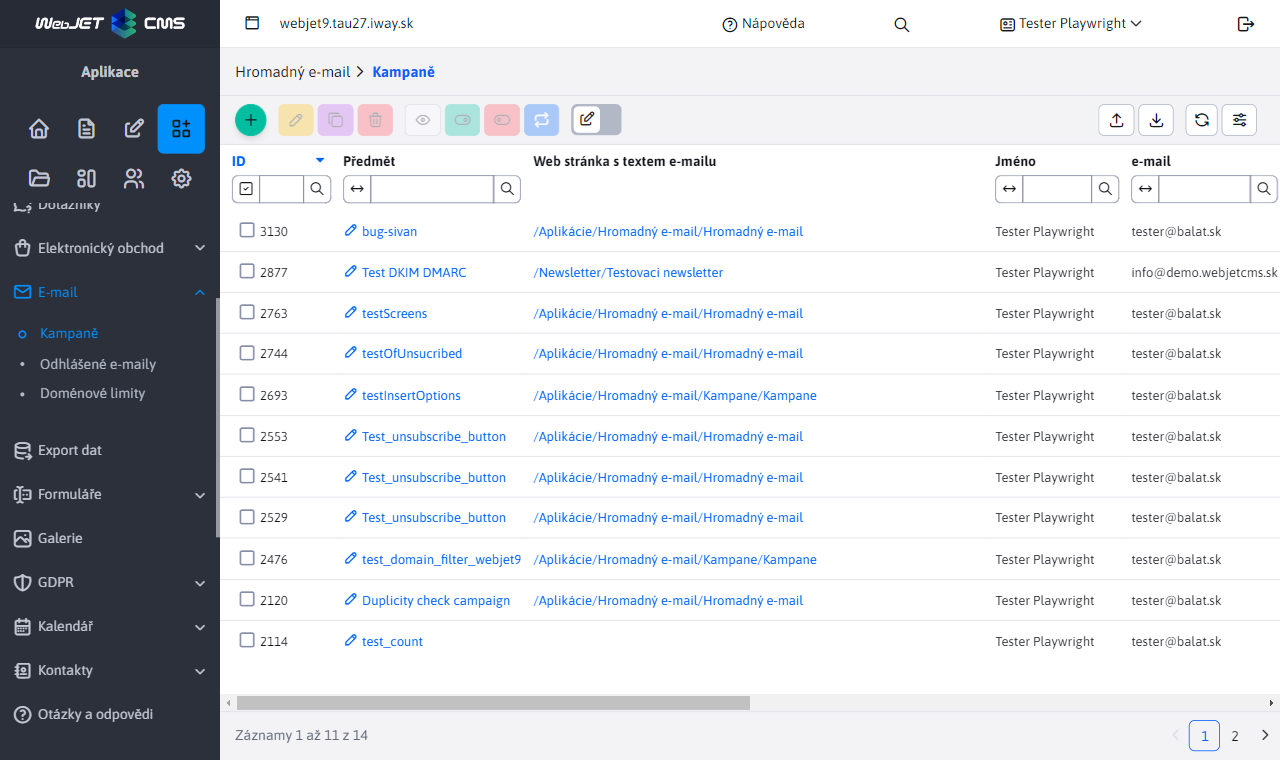 WebJET CMS
webjet9.tau27.iway.sk
Nápověda
Tester Playwright
Aplikace
Hromadný e-mail > Kampaně
Dotazníky
Elektronický obchod
E-mail
Kampaně
Odhlášené e-maily
Doménové limity
Export dat
Formuláře
Galerie
GDPR
Kalendář
Kontakty
Otázky a odpovědi
ID Předmět Web stránka s textem e-mailu Jméno e-mail
3130 bug-sivan /Aplikácie/Hromadný e-mail/Hromadný e-mail Tester Playwright tester@balat.sk
2877 Test DKIM DMARC /Newsletter/Testovaci newsletter Tester Playwright info@demo.webjetcms.sk
2763 testScreens /Aplikácie/Hromadný e-mail/Hromadný e-mail Tester Playwright tester@balat.sk
2744 testOfUnsucribed /Aplikácie/Hromadný e-mail/Hromadný e-mail Tester Playwright tester@balat.sk
2693 testInsertOptions /Aplikácie/Hromadný e-mail/Kampane/Kampane Tester Playwright tester@balat.sk
2553 Test_unsubscribe_button /Aplikácie/Hromadný e-mail/Hromadný e-mail Tester Playwright tester@balat.sk
2541 Test_unsubscribe_button /Aplikácie/Hromadný e-mail/Hromadný e-mail Tester Playwright tester@balat.sk
2529 Test_unsubscribe_button /Aplikácie/Hromadný e-mail/Hromadný e-mail Tester Playwright tester@balat.sk
2476 test_domain_filter_webjet9 /Aplikácie/Hromadný e-mail/Kampane/Kampane Tester Playwright tester@balat.sk
2120 Duplicity check campaign /Aplikácie/Hromadný e-mail/Hromadný e-mail Tester Playwright tester@balat.sk
2114 test_count Tester Playwright tester@balat.sk
Záznamy 1 až 11 z 14
1 2